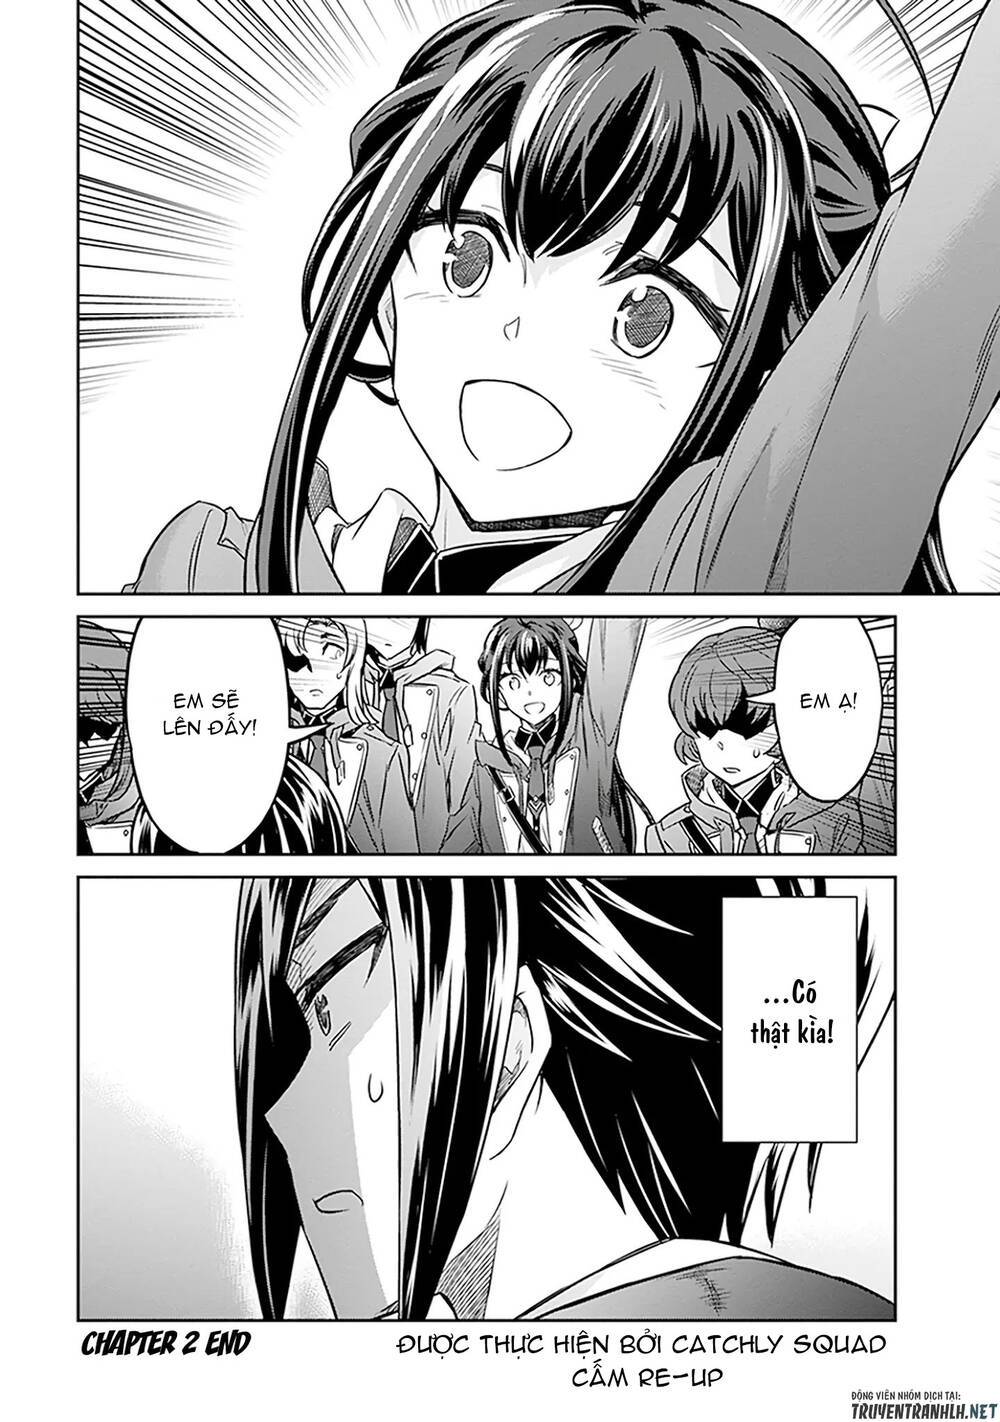 EM Ạ!
EM SẼ
LÊN ĐẤY!
...Có
thật kìa!
CHAPTER 2 END
ĐƯỢC THỰC HIỆN BỞI CATCHLY SQUAD
CẤM RE-UP
ĐỘNG VIÊN NHÓM DỊCH TẠI:
TRUYENTRANHLH.NET